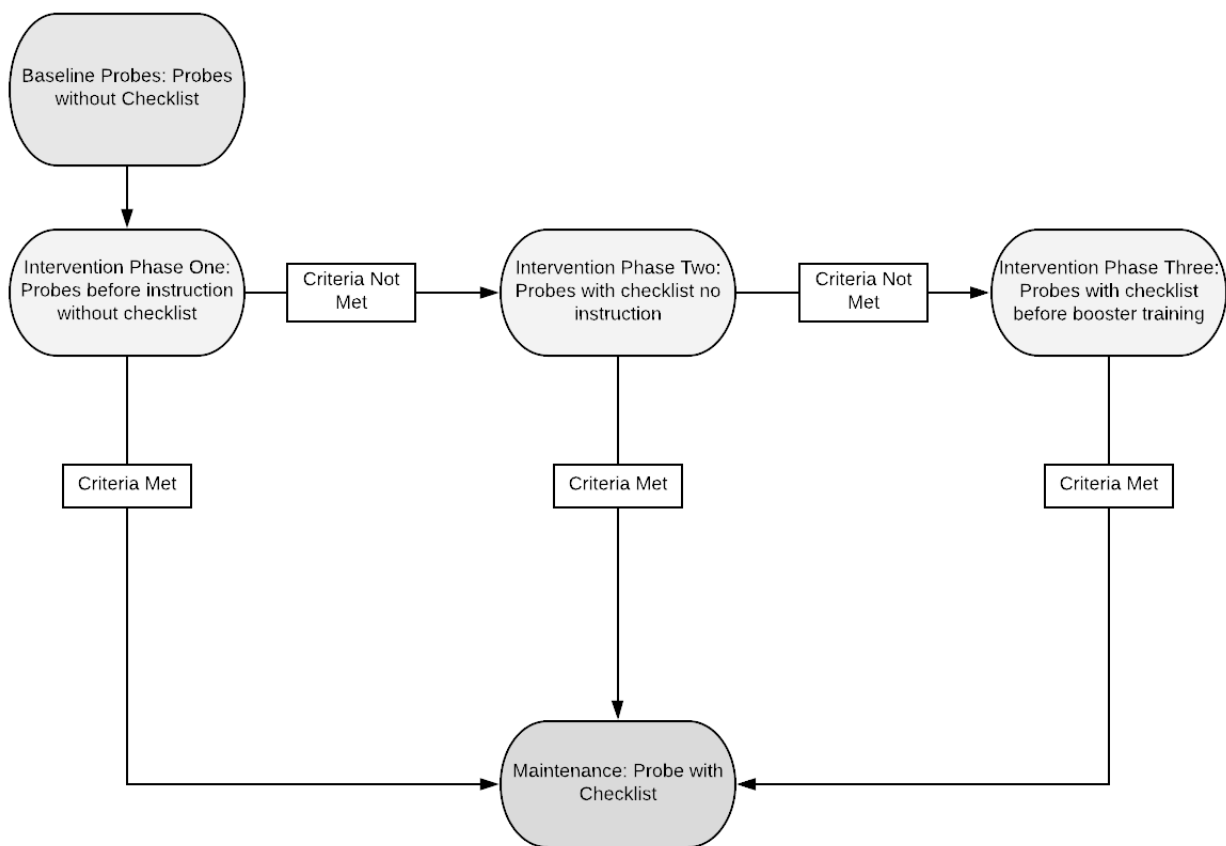 Baseline Probes: Probes
without Checklist
Intervention Phase One:
Probes before instruction
without checklist
Criteria Not
Met
Intervention Phase Two:
Probes with checklist no
instruction
Criteria Not
Met
Intervention Phase Three:
Probes with checklist
before booster training
Criteria Met
Criteria Met
Criteria Met
Maintenance: Probe with
Checklist